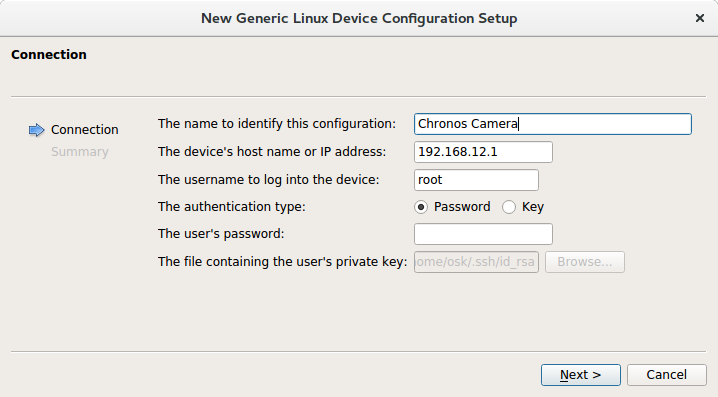 New Generic Linux Device Configuration Setup
Connection
Connection
Summary
The name to identify this configuration: Chronos Camera
The device's host name or IP address: 192.168.12.1
The username to log into the device: root
The authentication type: Password Key
The user's password:
The file containing the user's private key: ome/osk/.ssh/id_rsa Browse...
Next > Cancel